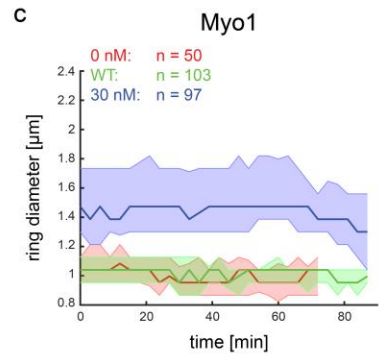 C
Myo1
0 nM: n = 50
WT: n = 103
30 nM: n = 97
ring diameter [µm]
2.4
2.2
2
1.8
1.6
1.4
1.2
1
0.8
0 20 40 60 80
time [min]